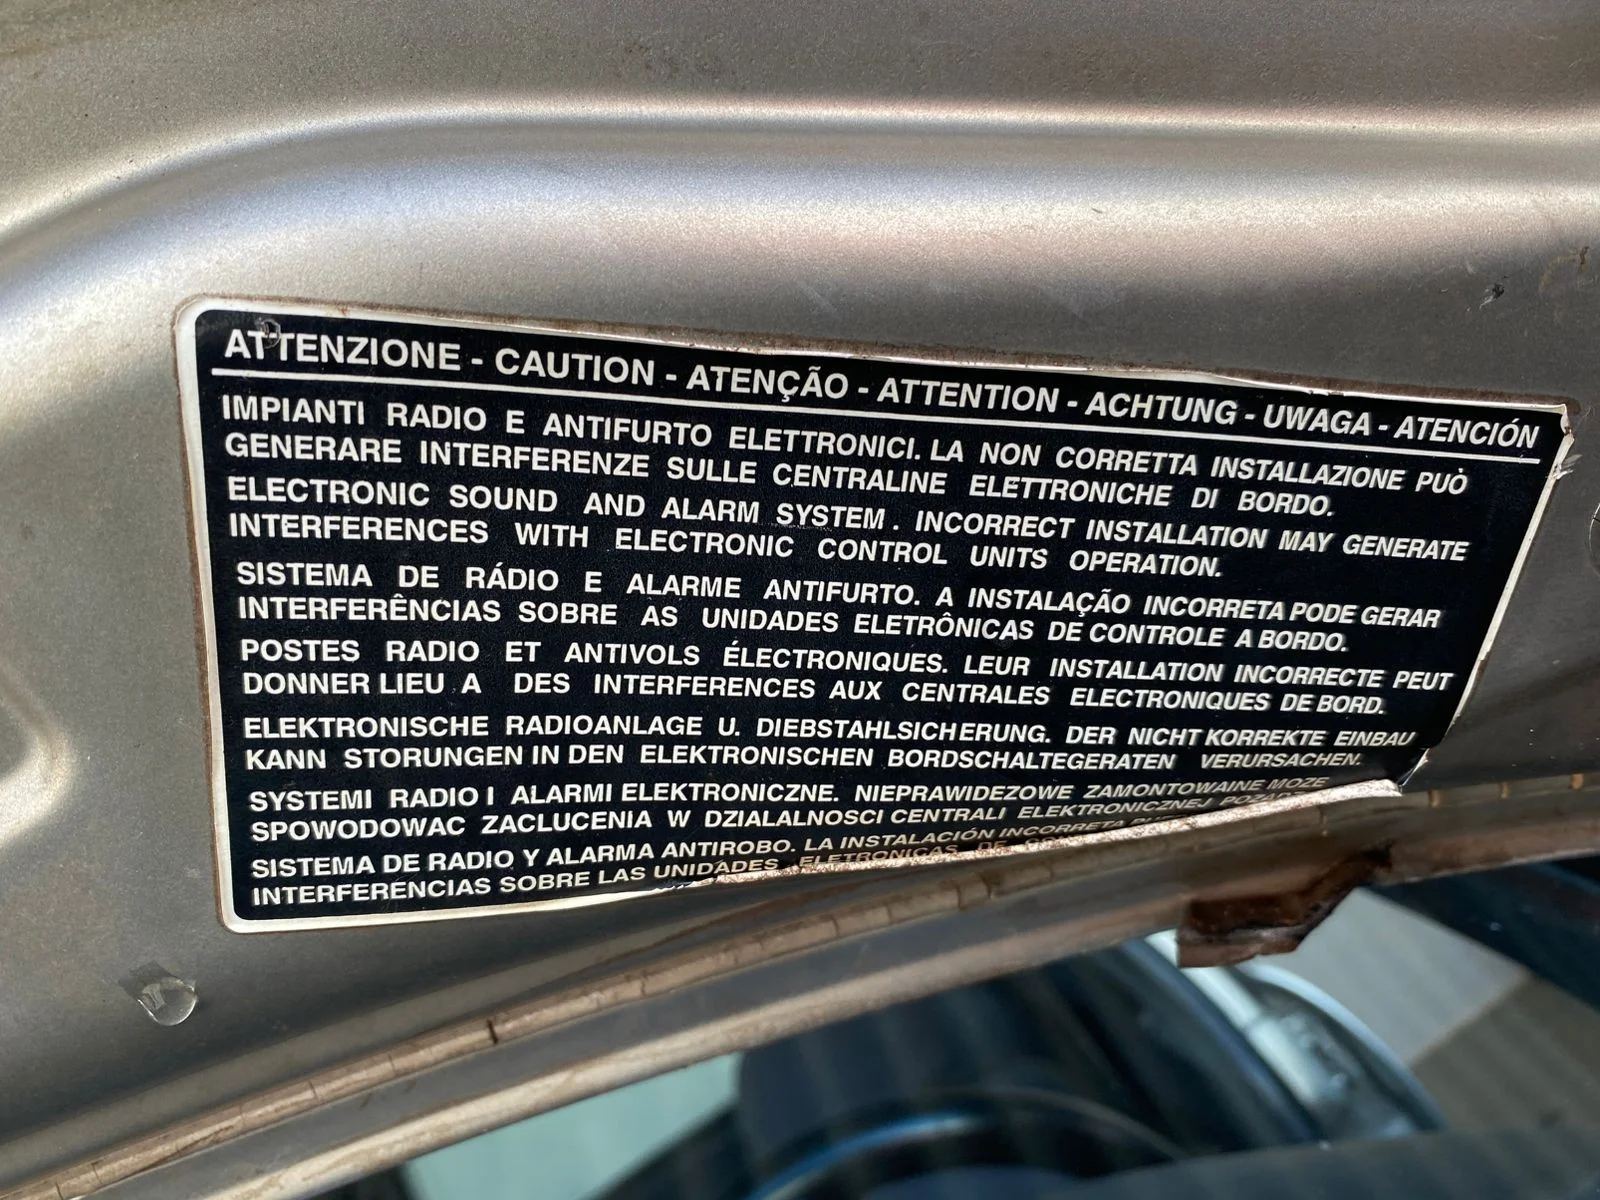 ATTENZIONE - CAUTION - ATENÇÃO - ATTENTION - ACHTUNG - UWAGA - ATENCIÓN
IMPIANTI RADIO E ANTIFURTO ELETTRONICI. LA NON CORRETTA INSTALLAZIONE PUÒ
GENERARE INTERFERENZE SULLE CENTRALINE ELETTRONICHE DI BORDO.
ELECTRONIC SOUND AND ALARM SYSTEM. INCORRECT INSTALLATION MAY GENERATE
INTERFERENCES WITH ELECTRONIC CONTROL UNITS OPERATION.
SISTEMA DE RÁDIO E ALARME ANTIFURTO. A INSTALAÇÃO INCORRETA PODE GERAR
INTERFERÊNCIAS SOBRE AS UNIDADES ELETRÔNICAS DE CONTROLE A BORDO.
POSTES RADIO ET ANTIVOLS ÉLECTRONIQUES. LEUR INSTALLATION INCORRECTE PEUT
DONNER LIEU A DES INTERFERENCES AUX CENTRALES ELECTRONIQUES DE BORD.
ELEKTRONISCHE RADIOANLAGE U. DIEBSTAHLSICHERUNG. DER NICHT KORREKTE EINBAU
KANN STORUNGEN IN DEN ELEKTRONISCHEN BORDSCHALTEGERATEN VERURSACHEN.
SYSTEMI RADIO I ALARMI ELEKTRONICZNE. NIEPRAWIDEZOWE ZAMONTOWAINE MOZE
SPOWODOWAC ZACLUCENIA W DZIALALNOSCI CENTRALI ELEKTRONICZNEJ
SISTEMA DE RADIO Y ALARMA ANTIROBO. LA INSTALACIÓN INCORRETA
INTERFERENCIAS SOBRE LAS UNIDADES ELETRONICAS DE